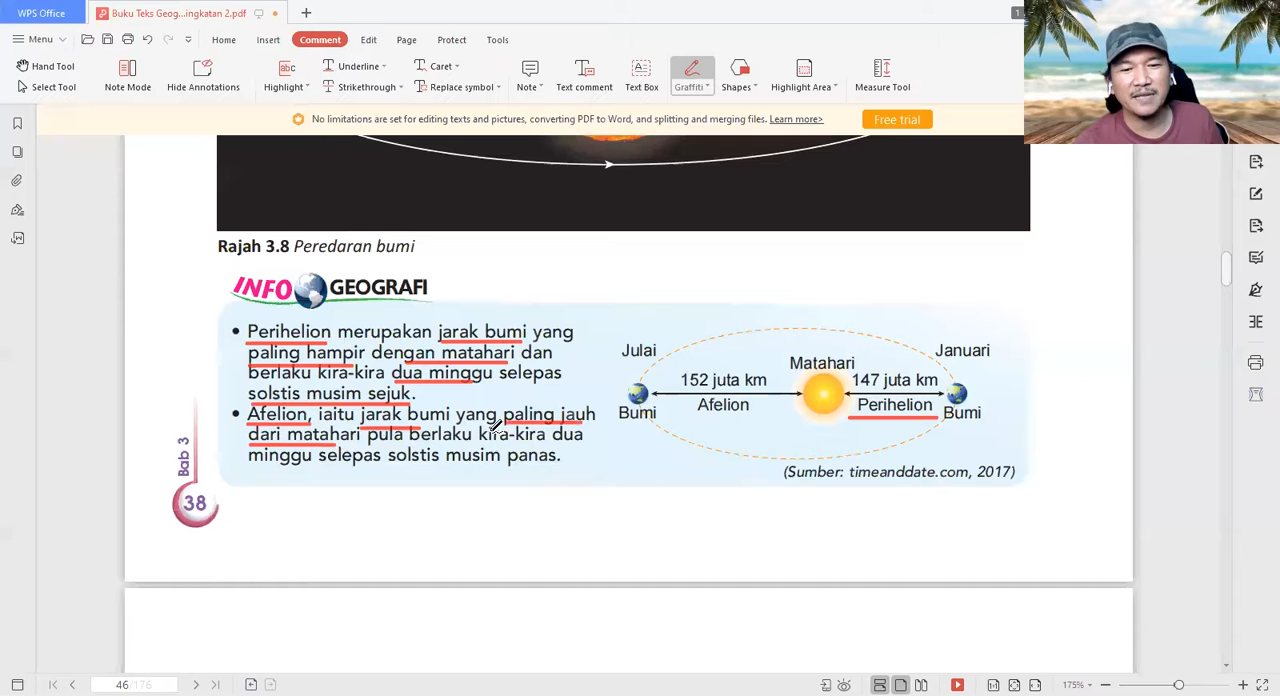 WPS Office
Buku Teks Geog...ingkatan 2.pdf
1
Menu
Home
Insert
Comment
Edit
Page
Protect
Tools
Hand Tool
Select Tool
Note Mode
Hide Annotations
Highlight
Underline
Strikethrough
Caret
Replace symbol
Note
Text comment
Text Box
Graffiti
Shapes
Highlight Area
Measure Tool
No limitations are set for editing texts and pictures, converting PDF to Word, and splitting and merging files. Learn more>
Free trial
Rajah 3.8 Peredaran bumi
INFO GEOGRAFI
• Perihelion merupakan jarak bumi yang
paling hampir dengan matahari dan
berlaku kira-kira dua minggu selepas
solstis musim sejuk.
• Afelion, iaitu jarak bumi yang paling jauh
dari matahari pula berlaku kira-kira dua
minggu selepas solstis musim panas.
Julai
Matahari
Januari
152 juta km
147 juta km
Afelion
Perihelion
Bumi
Bumi
(Sumber: timeanddate.com, 2017)
Bab 3
38
46/176
175%